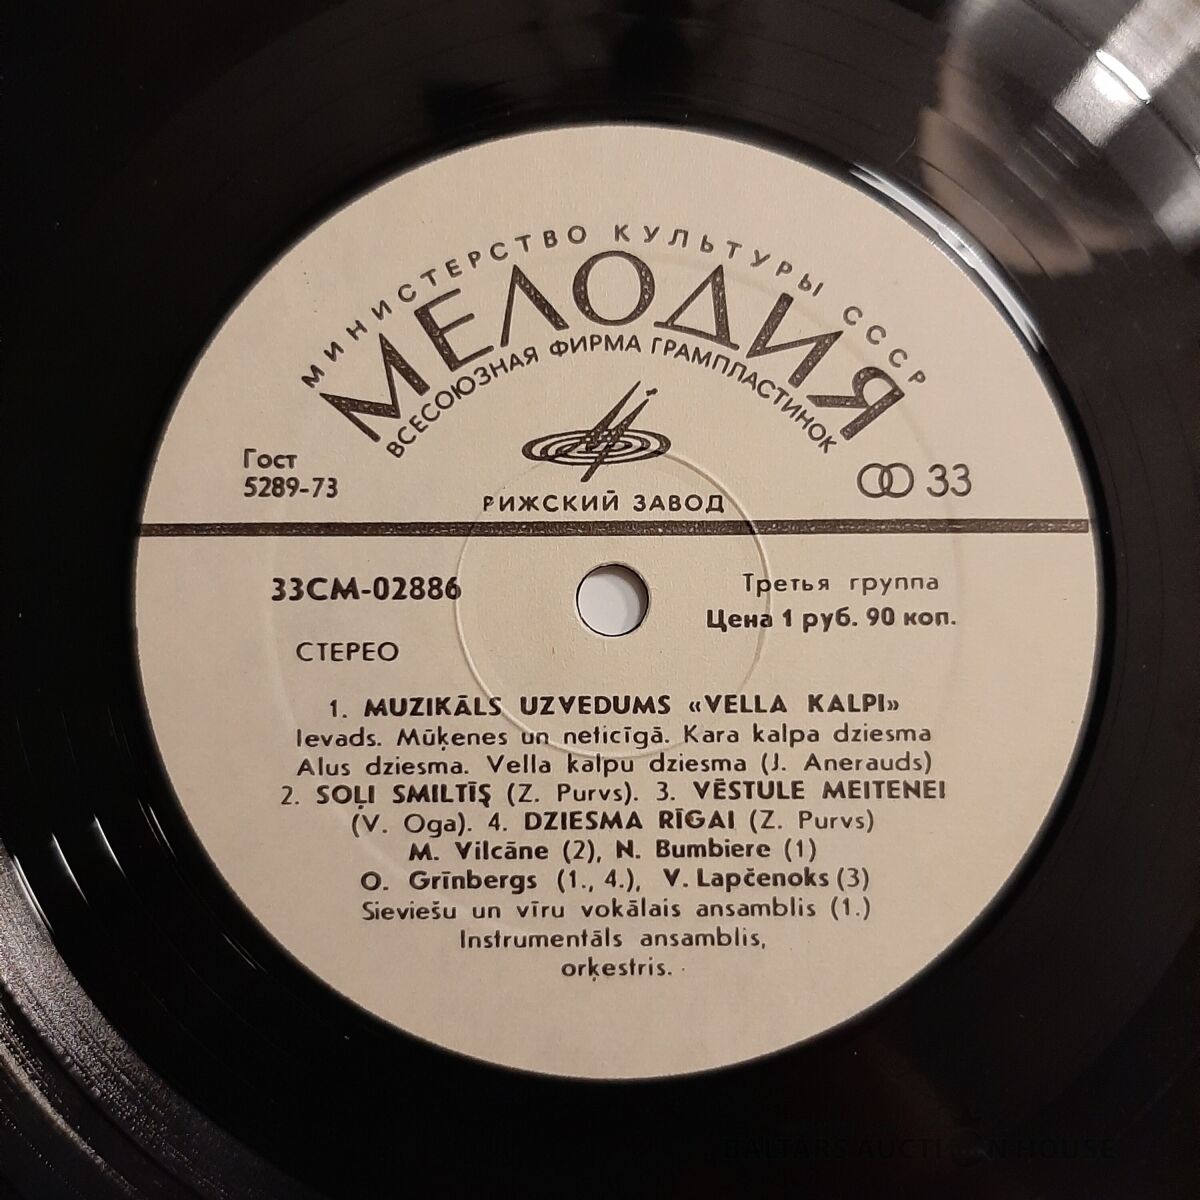 МИНИСТЕРСТВО КУЛЬТУРЫ СССР
МЕЛОДИЯ
ВСЕСОЮЗНАЯ ФИРМА ГРАМПЛАСТИНОК
Гост
5289-73
33
РИЖСКИЙ ЗАВОД
33СМ-02886
Третья группа
Цена 1 руб. 90 коп.
СТЕРЕО
1. MUZIKĀLS UZVEDUMS «VELLA KALPI»
Ievads. Mūķenes un neticīgā. Kara kalpa dziesma
Alus dziesma. Vella kalpu dziesma (J. Anerauds)
2. SOĻI SMILTĪŞ (Z. Purvs). 3. VĒSTULE MEITENEI
(V. Oga). 4. DZIESMA RĪGAI (Z. Purvs)
M. Vilcāne (2), N. Bumbiere (1)
O. Grīnbergs (1., 4.), V. Lapčenoks (3)
Sieviešu un vīru vokālais ansamblis (1.)
Instrumentāls ansamblis,
orķestris.
BALTARS AUCTION HOUSE